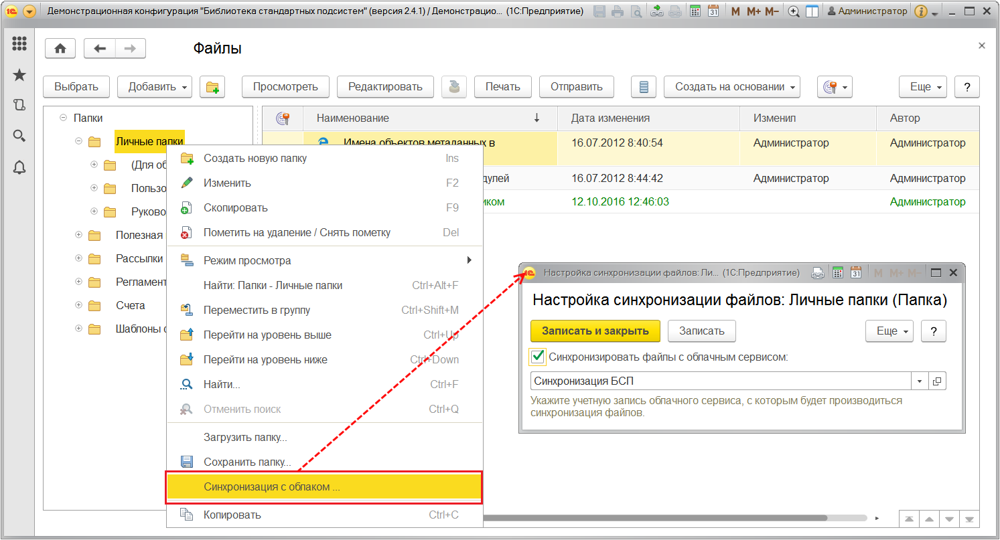 Демонстрационная конфигурация "Библиотека стандартных подсистем" (версия 2.4.1) / Демонстрацио... (1С:Предприятие)
31
M M+ M−
Администратор
Файлы
Выбрать
Добавить
Просмотреть
Редактировать
Печать
Отправить
Создать на основании
Еще
?
Папки
Личные папки
(Для об
Пользо
Руково
Полезная
Рассылки
Регламент
Счета
Шаблоны с
Наименование
Дата изменения
Изменил
Автор
Имена объектов метаданных в
16.07.2012 8:40:54
Администратор
Администратор
дулей
16.07.2012 8:44:42
Администратор
Администратор
иком
12.10.2016 12:46:03
Администратор
Создать новую папку Ins
Изменить F2
Скопировать F9
Пометить на удаление / Снять пометку Del
Режим просмотра
Найти: Папки - Личные папки Ctrl+Alt+F
Переместить в группу Ctrl+Shift+M
Перейти на уровень выше Ctrl+Up
Перейти на уровень ниже Ctrl+Down
Найти... Ctrl+F
Отменить поиск Ctrl+Q
Загрузить папку...
Сохранить папку...
Синхронизация с облаком ...
Копировать Ctrl+C
Настройка синхронизации файлов: Ли... (1С:Предприятие)
31
M M+ M−
Настройка синхронизации файлов: Личные папки (Папка)
Записать и закрыть
Записать
Еще
?
Синхронизировать файлы с облачным сервисом:
Синхронизация БСП
Укажите учетную запись облачного сервиса, с которым будет производиться
синхронизация файлов.